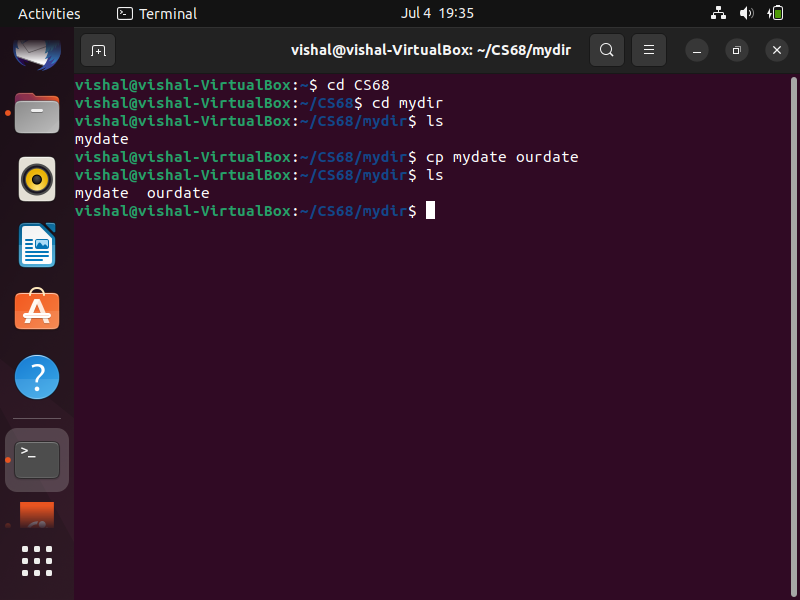 Activities Terminal Jul 4 19:35
vishal@vishal-VirtualBox: ~/CS68/mydir
vishal@vishal-VirtualBox:~$ cd CS68
vishal@vishal-VirtualBox:~/CS68$ cd mydir
vishal@vishal-VirtualBox:~/CS68/mydir$ ls
mydate
vishal@vishal-VirtualBox:~/CS68/mydir$ cp mydate ourdate
vishal@vishal-VirtualBox:~/CS68/mydir$ ls
mydate  ourdate
vishal@vishal-VirtualBox:~/CS68/mydir$